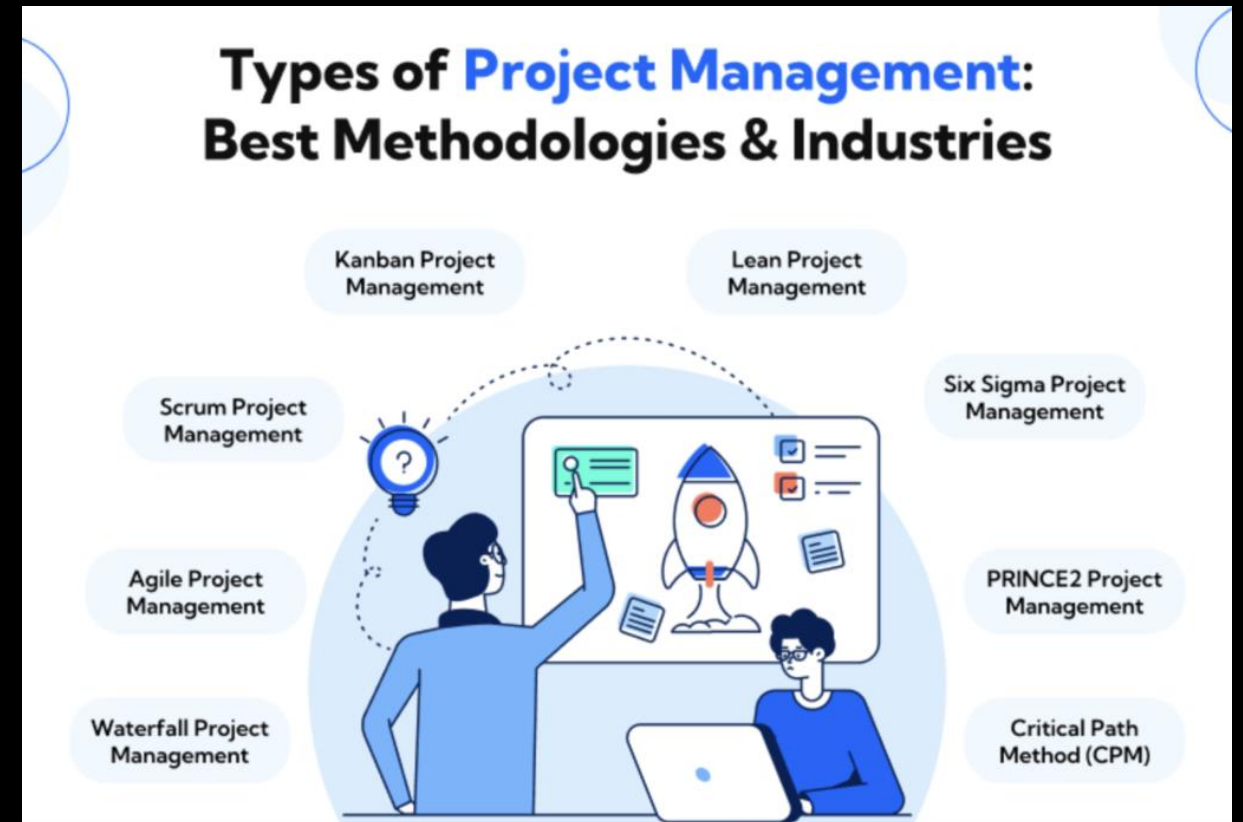 Types of Project Management:
Best Methodologies & Industries
Kanban Project
Management
Lean Project
Management
Scrum Project
Management
Six Sigma Project
Management
?
Agile Project
Management
PRINCE2 Project
Management
Waterfall Project
Management
Critical Path
Method (CPM)